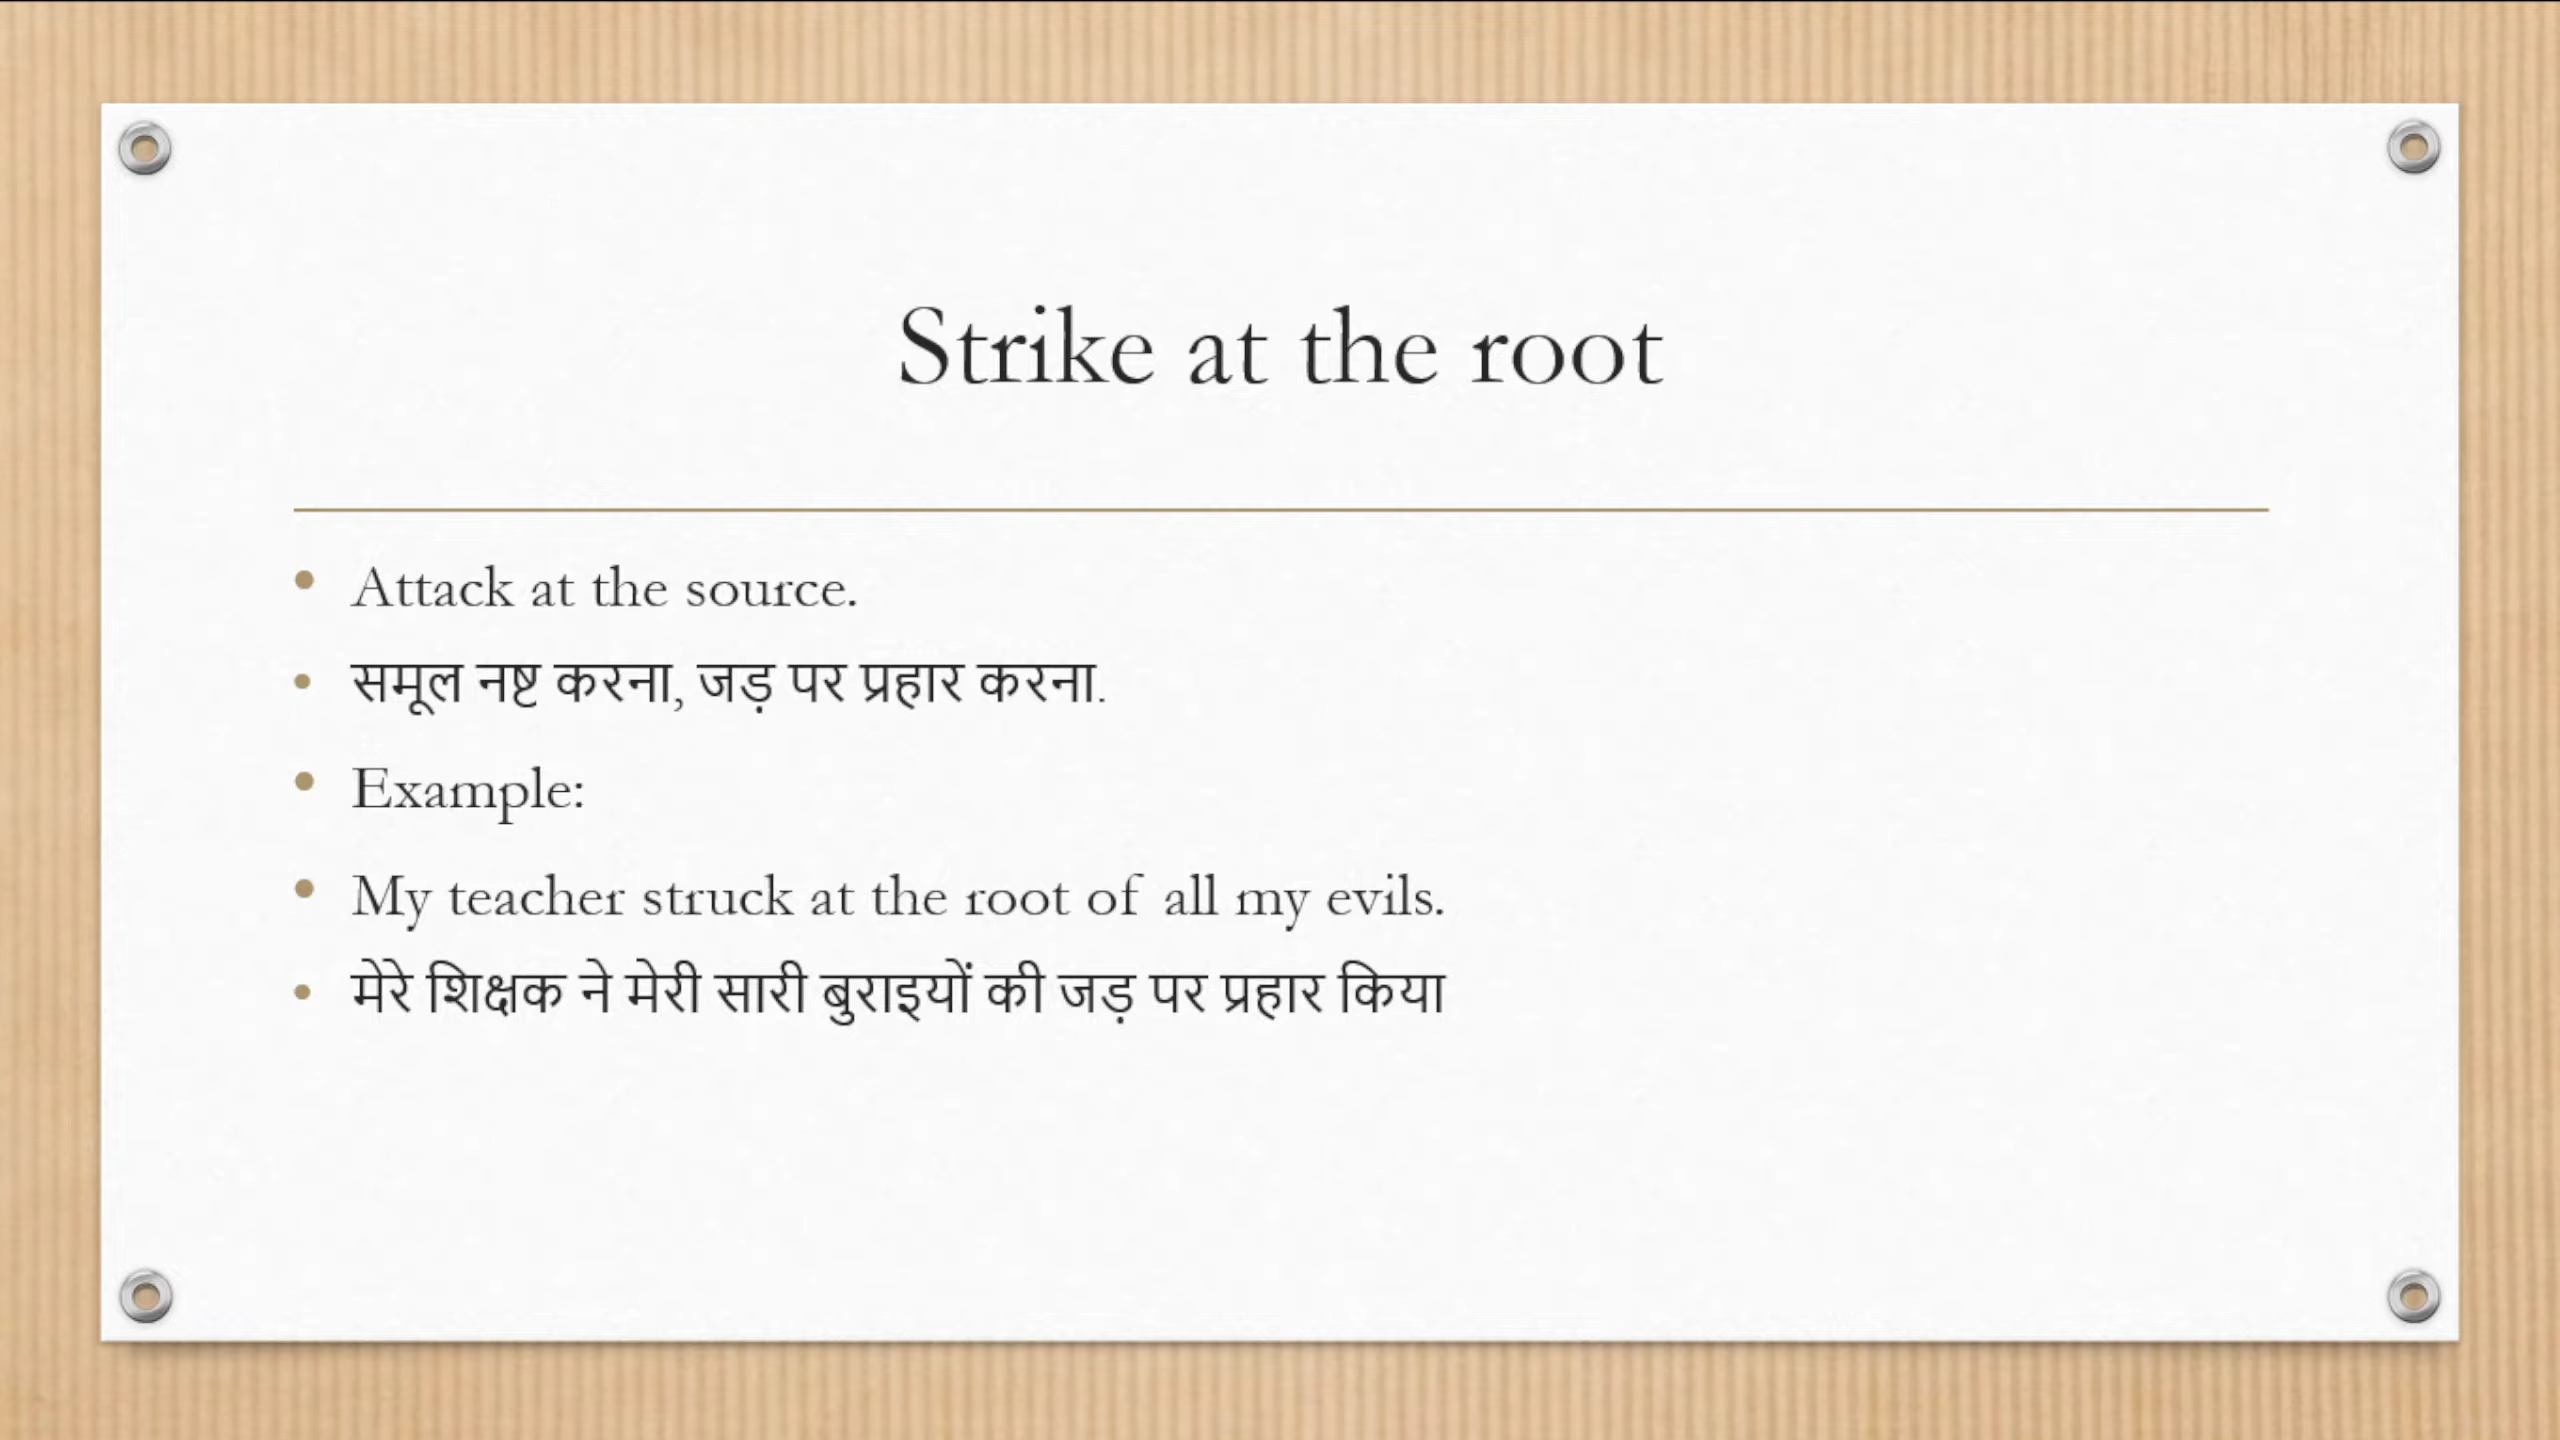 Strike at the root
Attack at the source.
समूल नष्ट करना, जड़ पर प्रहार करना.
Example:
My teacher struck at the root of all my evils.
मेरे शिक्षक ने मेरी सारी बुराइयों की जड़ पर प्रहार किया